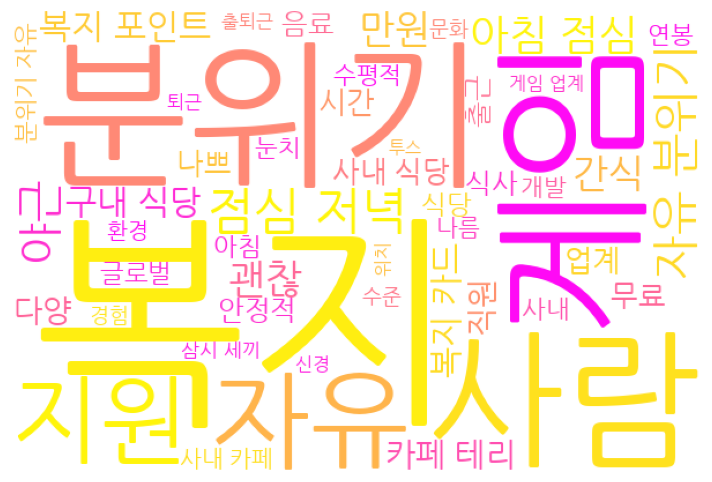 복지 포인트
출퇴근
음료
만원
문화
아침 점심
연봉
분위기 자유
분위기
게임
수평적
게임 업계
퇴근
시간
출근
자유 분위기
나쁘
눈치
투스
사내 식당
식사
개발
간식
야근
구내 식당
점심 저녁
식당
나름
환경
아침
복지
글로벌
괜찮
위치
복지 카드
업계
다양
경험
안정적
수준
직원
사내
무료
삼시 세끼
신경
지원
자유
사람
사내 카페
카페 테리